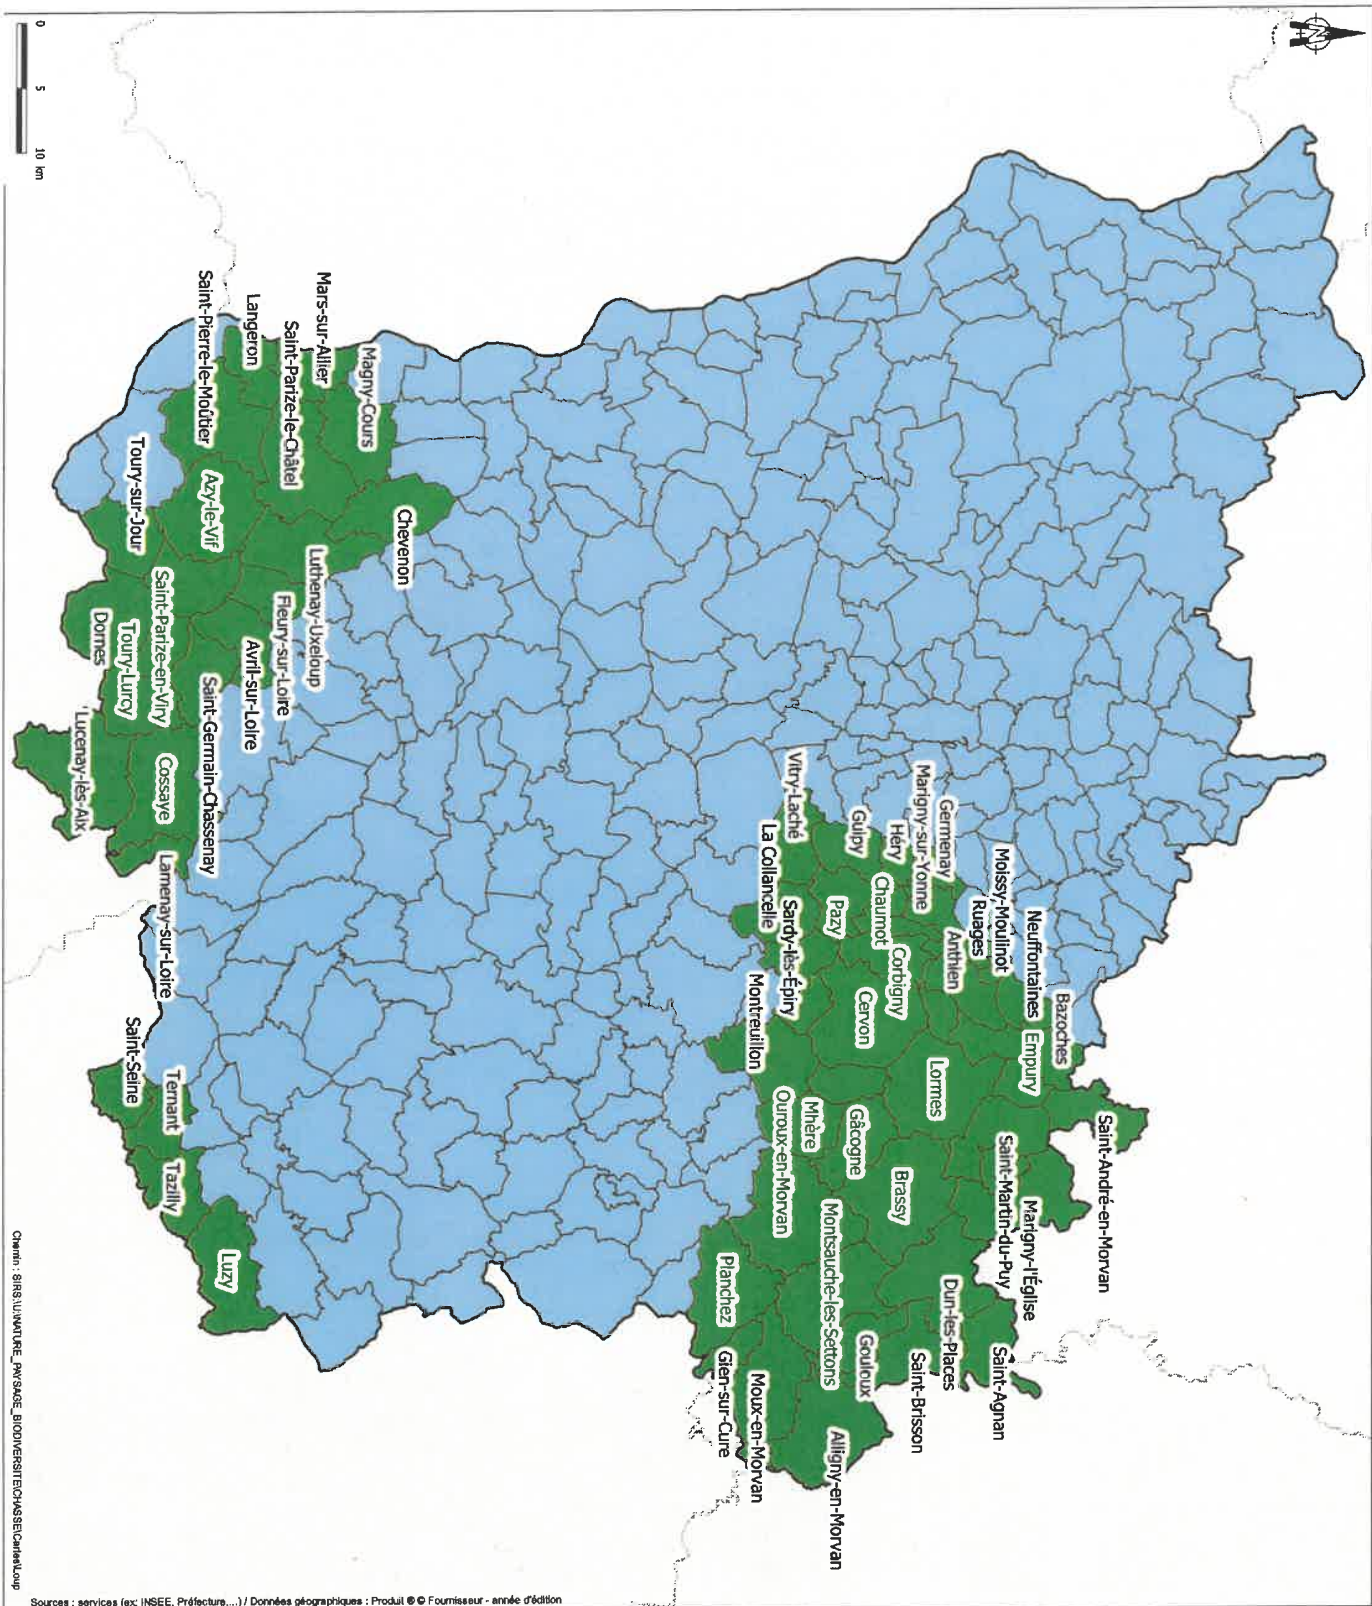 N
Saint-André-en-Morvan
Bazoches
Neuffontaines
Empury
Moissy-Moulinot
Ruages
Marigny-l'Église
Saint-Martin-du-Puy
Saint-Agnan
Germenay
Anthien
Lormes
Dun-les-Places
Marigny-sur-Yonne
Héry
Chaumot
Corbigny
Brassy
Saint-Brisson
Guipy
Pazy
Cervon
Gâcogne
Gouloux
Vitry-Laché
Sardy-lès-Épiry
Mhère
Montsauche-les-Settons
Alligny-en-Morvan
La Collancelle
Montreuillon
Ouroux-en-Morvan
Planchez
Moux-en-Morvan
Gien-sur-Cure
Chevenon
Magny-Cours
Mars-sur-Allier
Luthenay-Uxeloup
Saint-Parize-le-Châtel
Fleury-sur-Loire
Langeron
Avril-sur-Loire
Saint-Pierre-le-Moûtier
Azy-le-Vif
Saint-Germain-Chassenay
Luzy
Toury-sur-Jour
Saint-Parize-en-Viry
Cossaye
Lamenay-sur-Loire
Ternant
Tazilly
Toury-Lurcy
Dornes
Saint-Seine
Lucenay-lès-Aix
0 5 10 km
Chemin : SIRS:\U:\NATURE_PAYSAGE_BIODIVERSITE\CHASSE\Cartes\Loup
Sources : services (ex: INSEE, Préfecture,...) / Données géographiques : Produit ® © Fournisseur - année d'édition